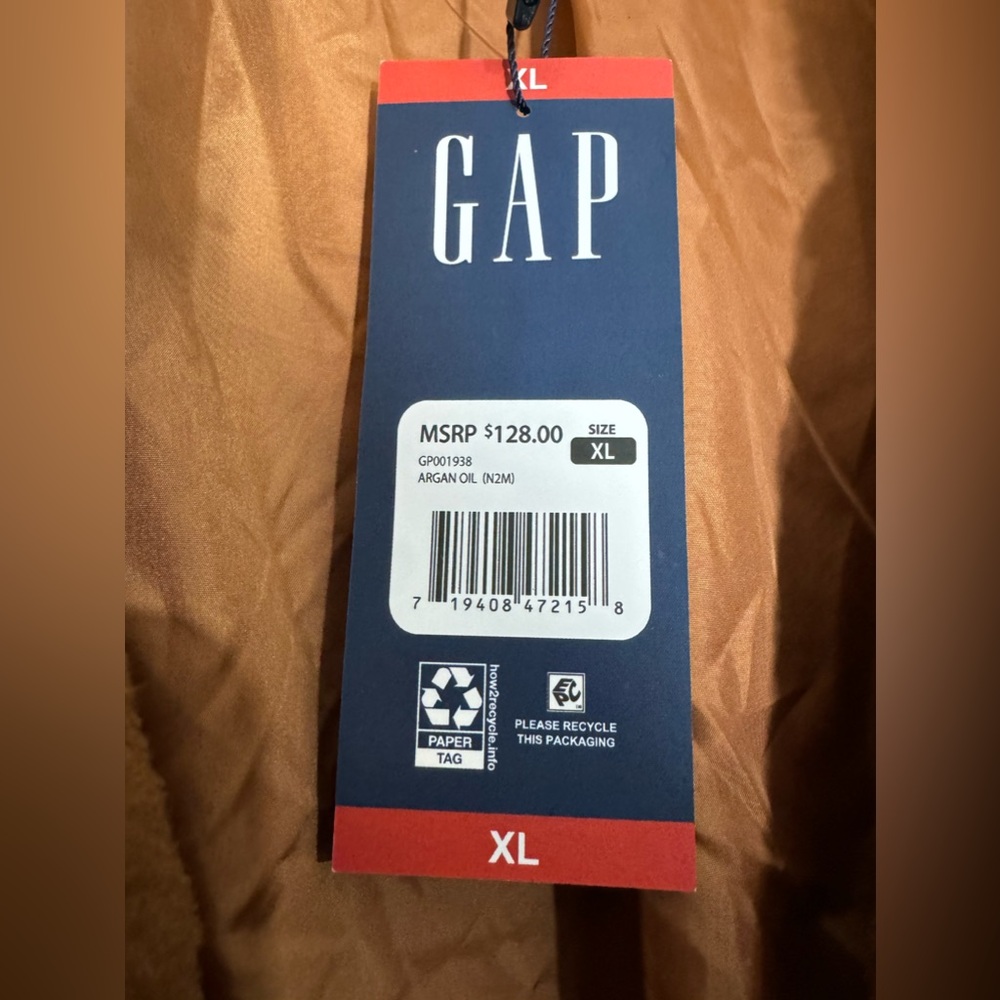 XL
GAP
MSRP $128.00
SIZE
XL
GP001938
ARGAN OIL (N2M)
7 19408 47215 8
how2recycle.info
PAPER
TAG
EPC
PLEASE RECYCLE
THIS PACKAGING
XL